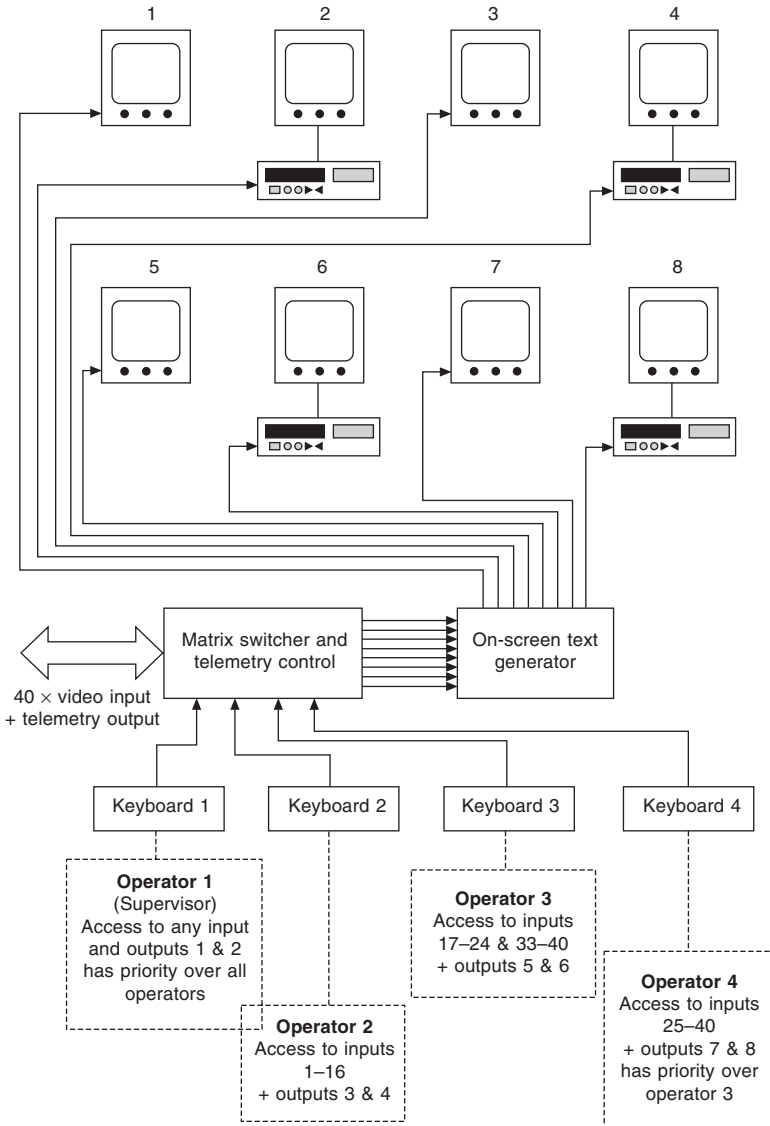 1
2
3
4
5
6
7
8
Matrix switcher and
telemetry control
On-screen text
generator
40 × video input
+ telemetry output
Keyboard 1
Keyboard 2
Keyboard 3
Keyboard 4
Operator 1
(Supervisor)
Access to any input
and outputs 1 & 2
has priority over all
operators
Operator 2
Access to inputs
1–16
+ outputs 3 & 4
Operator 3
Access to inputs
17–24 & 33–40
+ outputs 5 & 6
Operator 4
Access to inputs
25–40
+ outputs 7 & 8
has priority over
operator 3